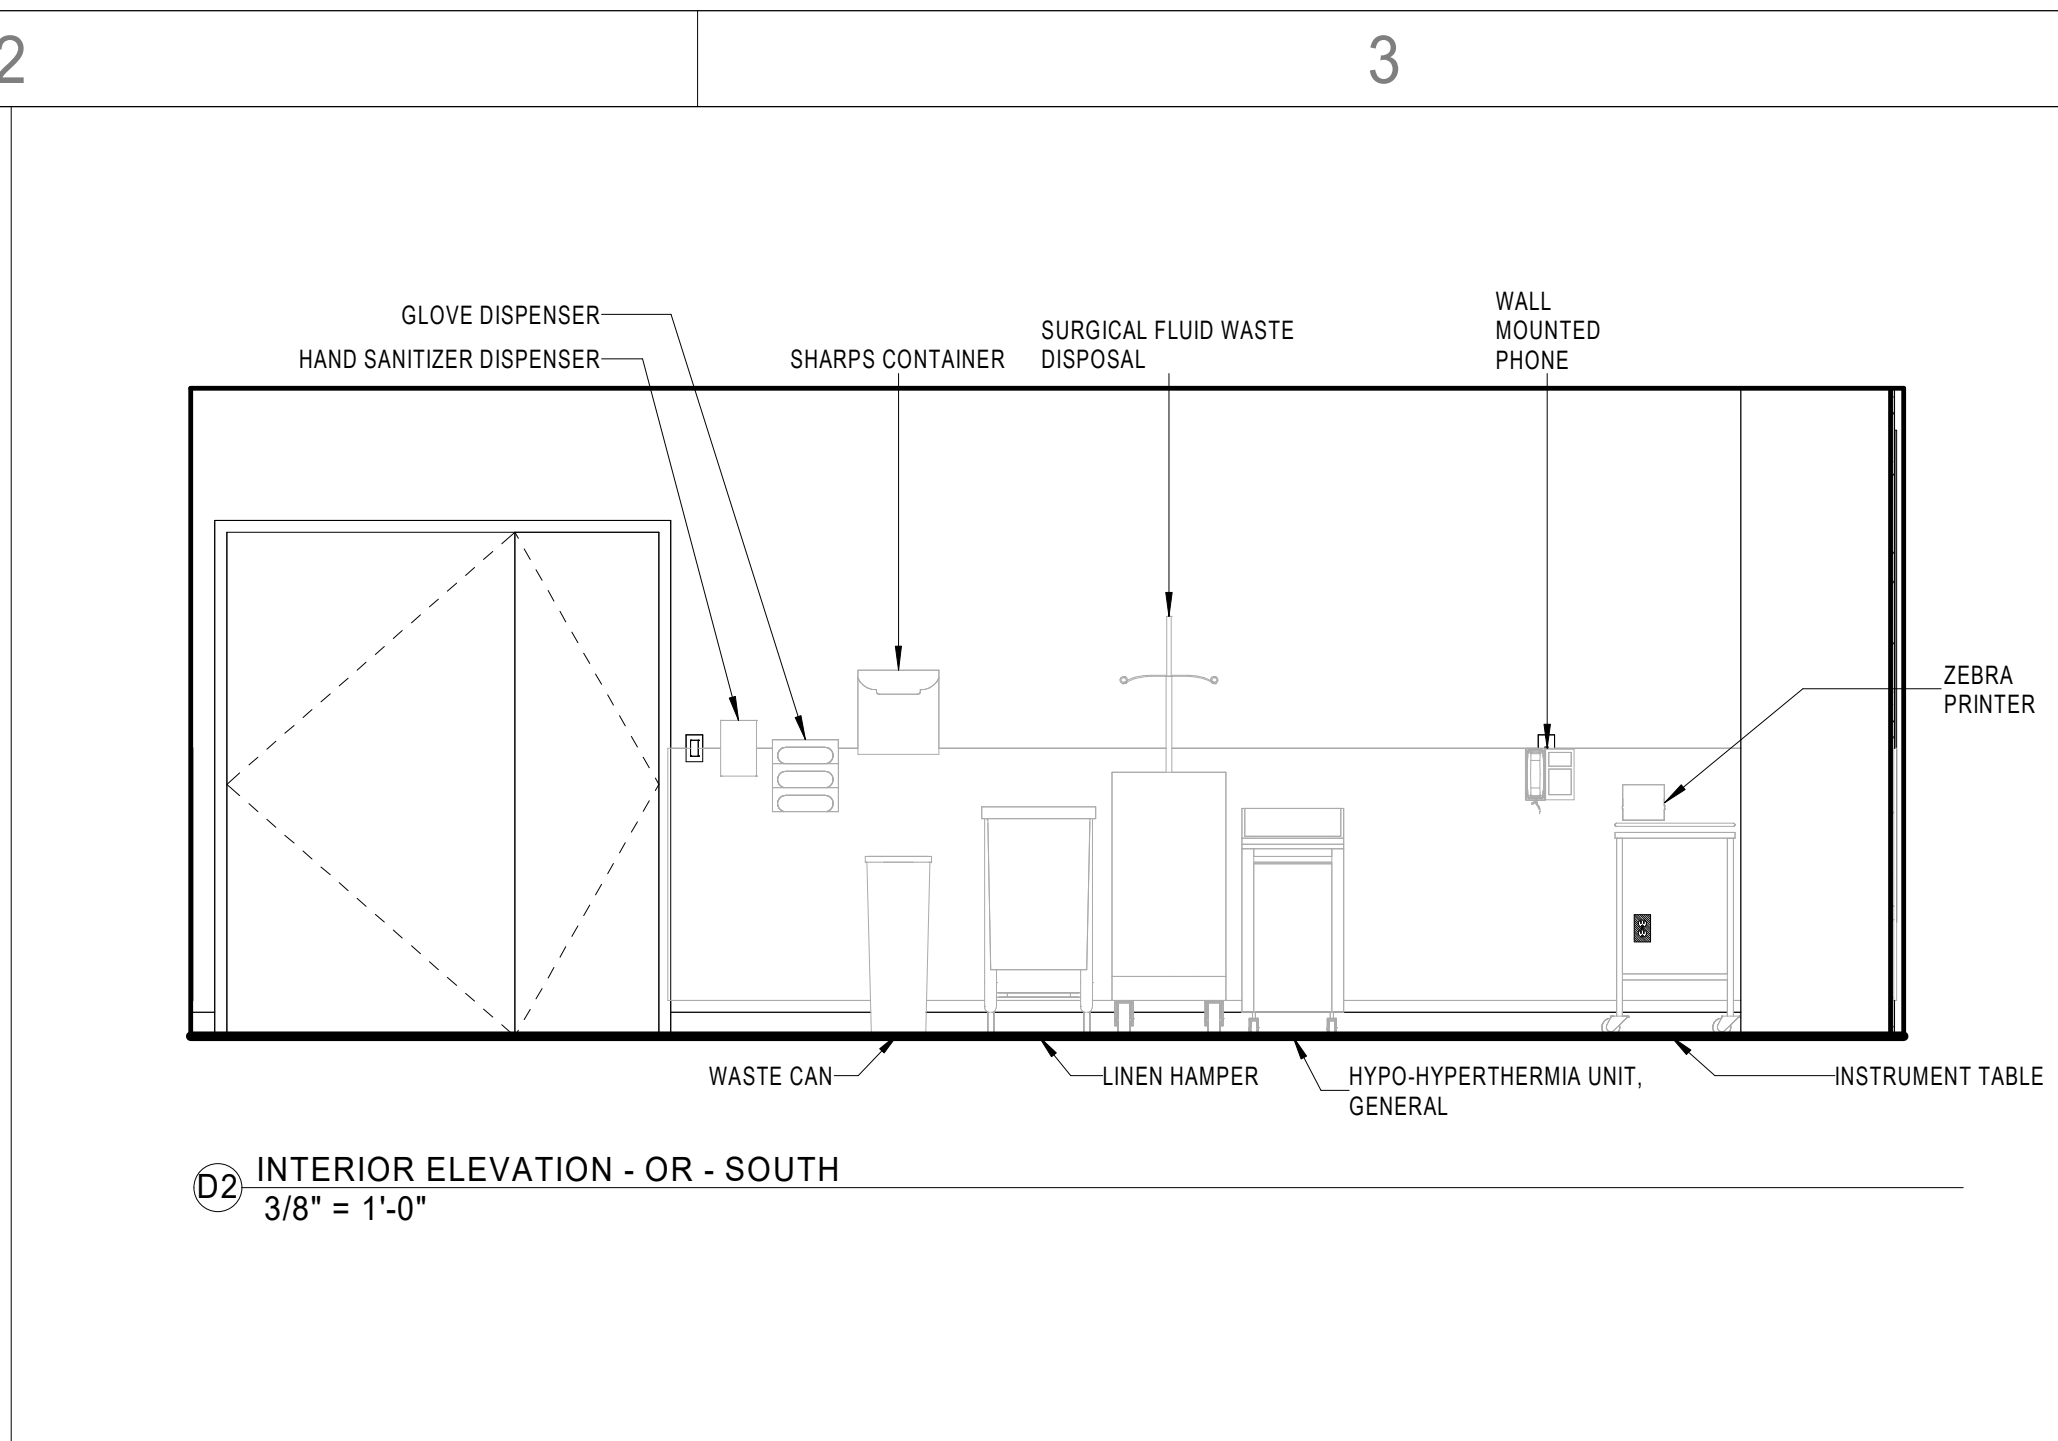 2
3
GLOVE DISPENSER
HAND SANITIZER DISPENSER
SHARPS CONTAINER
SURGICAL FLUID WASTE
DISPOSAL
WALL
MOUNTED
PHONE
ZEBRA
PRINTER
WASTE CAN
LINEN HAMPER
HYPO-HYPERTHERMIA UNIT,
GENERAL
INSTRUMENT TABLE
D2
INTERIOR ELEVATION - OR - SOUTH
3/8" = 1'-0"